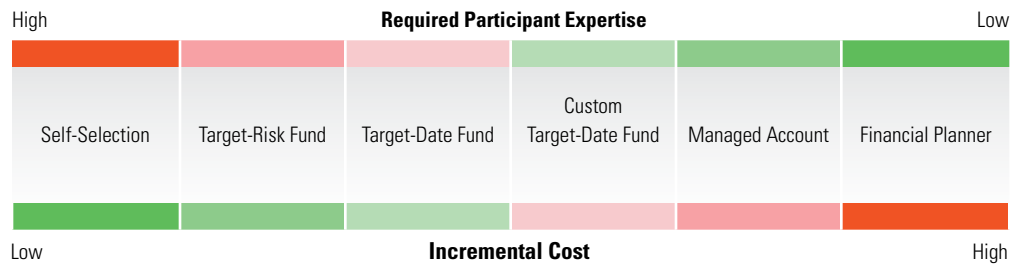 High Required Participant Expertise Low
Self-Selection Target-Risk Fund Target-Date Fund Custom Target-Date Fund Managed Account Financial Planner
Low Incremental Cost High